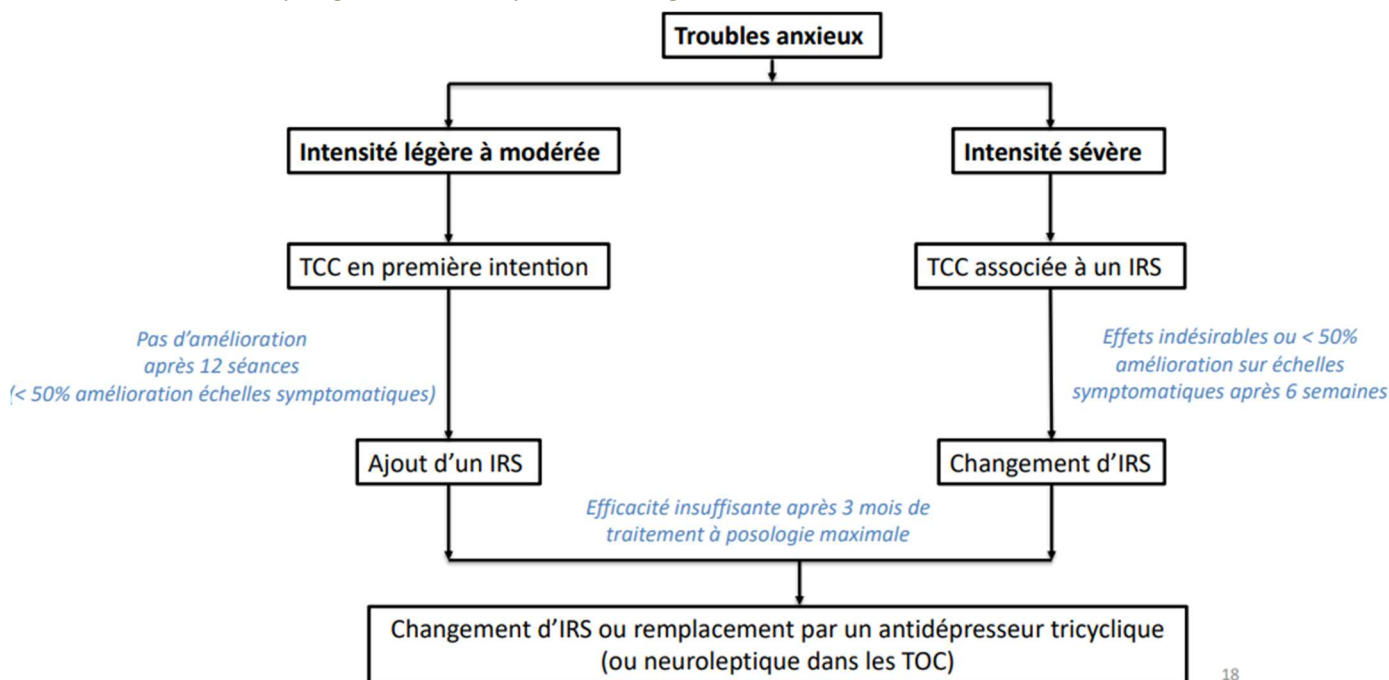 Troubles anxieux
Intensité légère à modérée
Intensité sévère
TCC en première intention
TCC associée à un IRS
Pas d’amélioration
après 12 séances
(< 50% amélioration échelles symptomatiques)
Effets indésirables ou < 50%
amélioration sur échelles
symptomatiques après 6 semaines
Ajout d’un IRS
Changement d’IRS
Efficacité insuffisante après 3 mois de
traitement à posologie maximale
Changement d’IRS ou remplacement par un antidépresseur tricyclique
(ou neuroleptique dans les TOC)
18